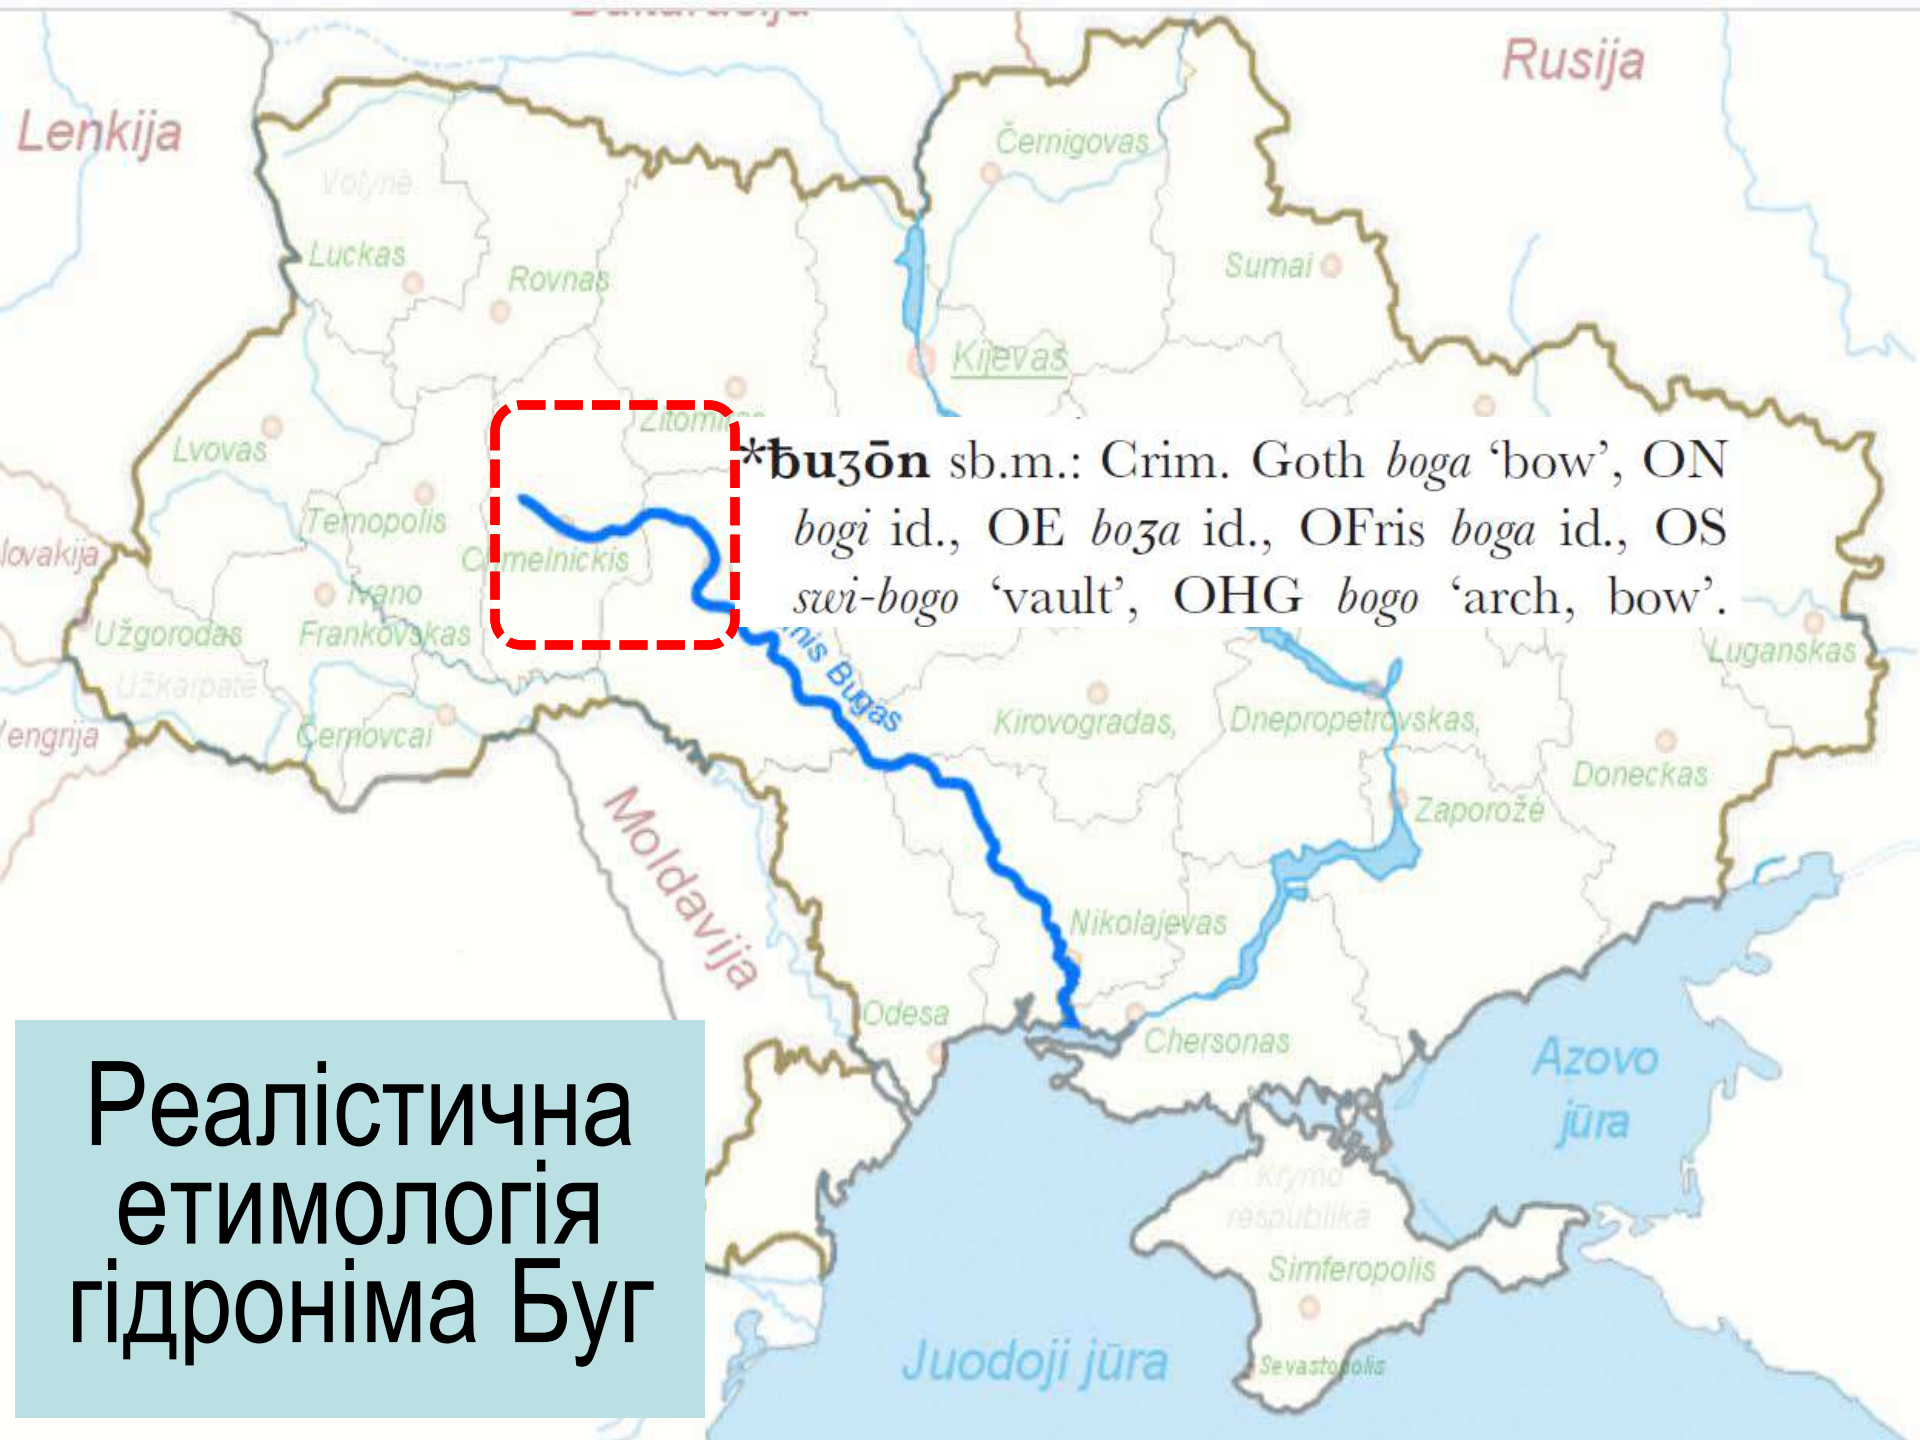 Rusija
Lenkija
Černigovas
Volynė
Luckas
Rovnas
Sumai
Kijevas
Lvovas
*ƀuʒōn sb.m.: Crim. Goth boga ‘bow’, ON
bogi id., OE boʒa id., OFris boga id., OS
swi-bogo ‘vault’, OHG bogo ‘arch, bow’.
Ternopolis
Chmelnickis
lovakija
Ivano
Frankovskas
Užgorodas
Užkarpatė
nis Bugas
Luganskas
Kirovogradas,
Dnepropetrovskas,
Černovcai
engrija
Doneckas
Zaporožė
Moldavija
Nikolajevas
Odesa
Chersonas
Azovo
jūra
Реалістична
етимологія
гідроніма Буг
Krymo
respublika
Simferopolis
Juodoji jūra
Sevastopolis